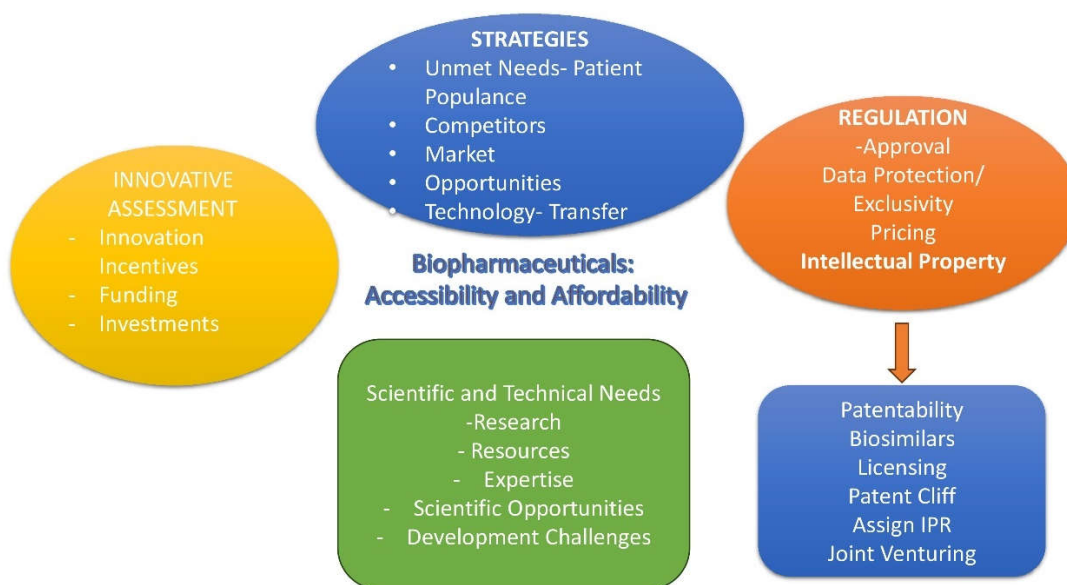 STRATEGIES
• Unmet Needs- Patient
Populance
• Competitors
• Market
• Opportunities
• Technology- Transfer
INNOVATIVE
ASSESSMENT
- Innovation
Incentives
- Funding
- Investments
REGULATION
-Approval
Data Protection/
Exclusivity
Pricing
Intellectual Property
Biopharmaceuticals:
Accessibility and Affordability
Scientific and Technical Needs
-Research
- Resources
- Expertise
- Scientific Opportunities
- Development Challenges
Patentability
Biosimilars
Licensing
Patent Cliff
Assign IPR
Joint Venturing